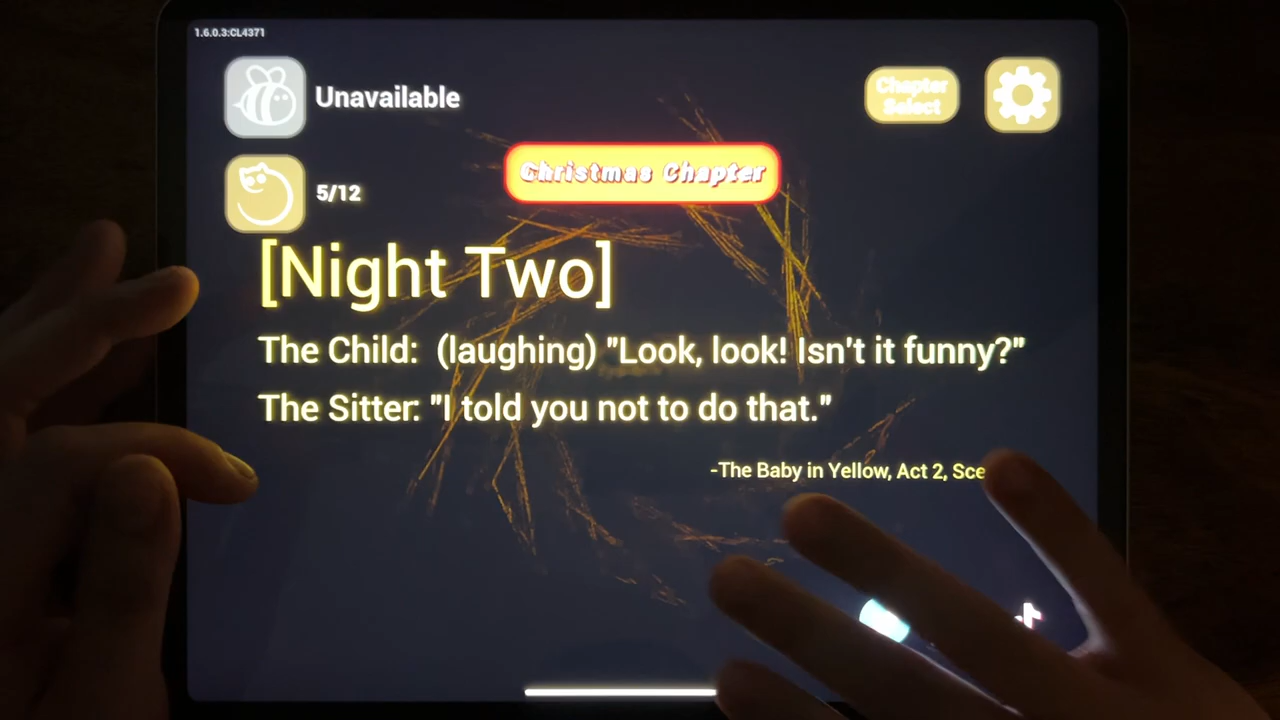 1.6.0.3:CL4371
Unavailable
Chapter
Select
Christmas Chapter
5/12
[Night Two]
The Child: (laughing) "Look, look! Isn't it funny?"
The Sitter: "I told you not to do that."
-The Baby in Yellow, Act 2,